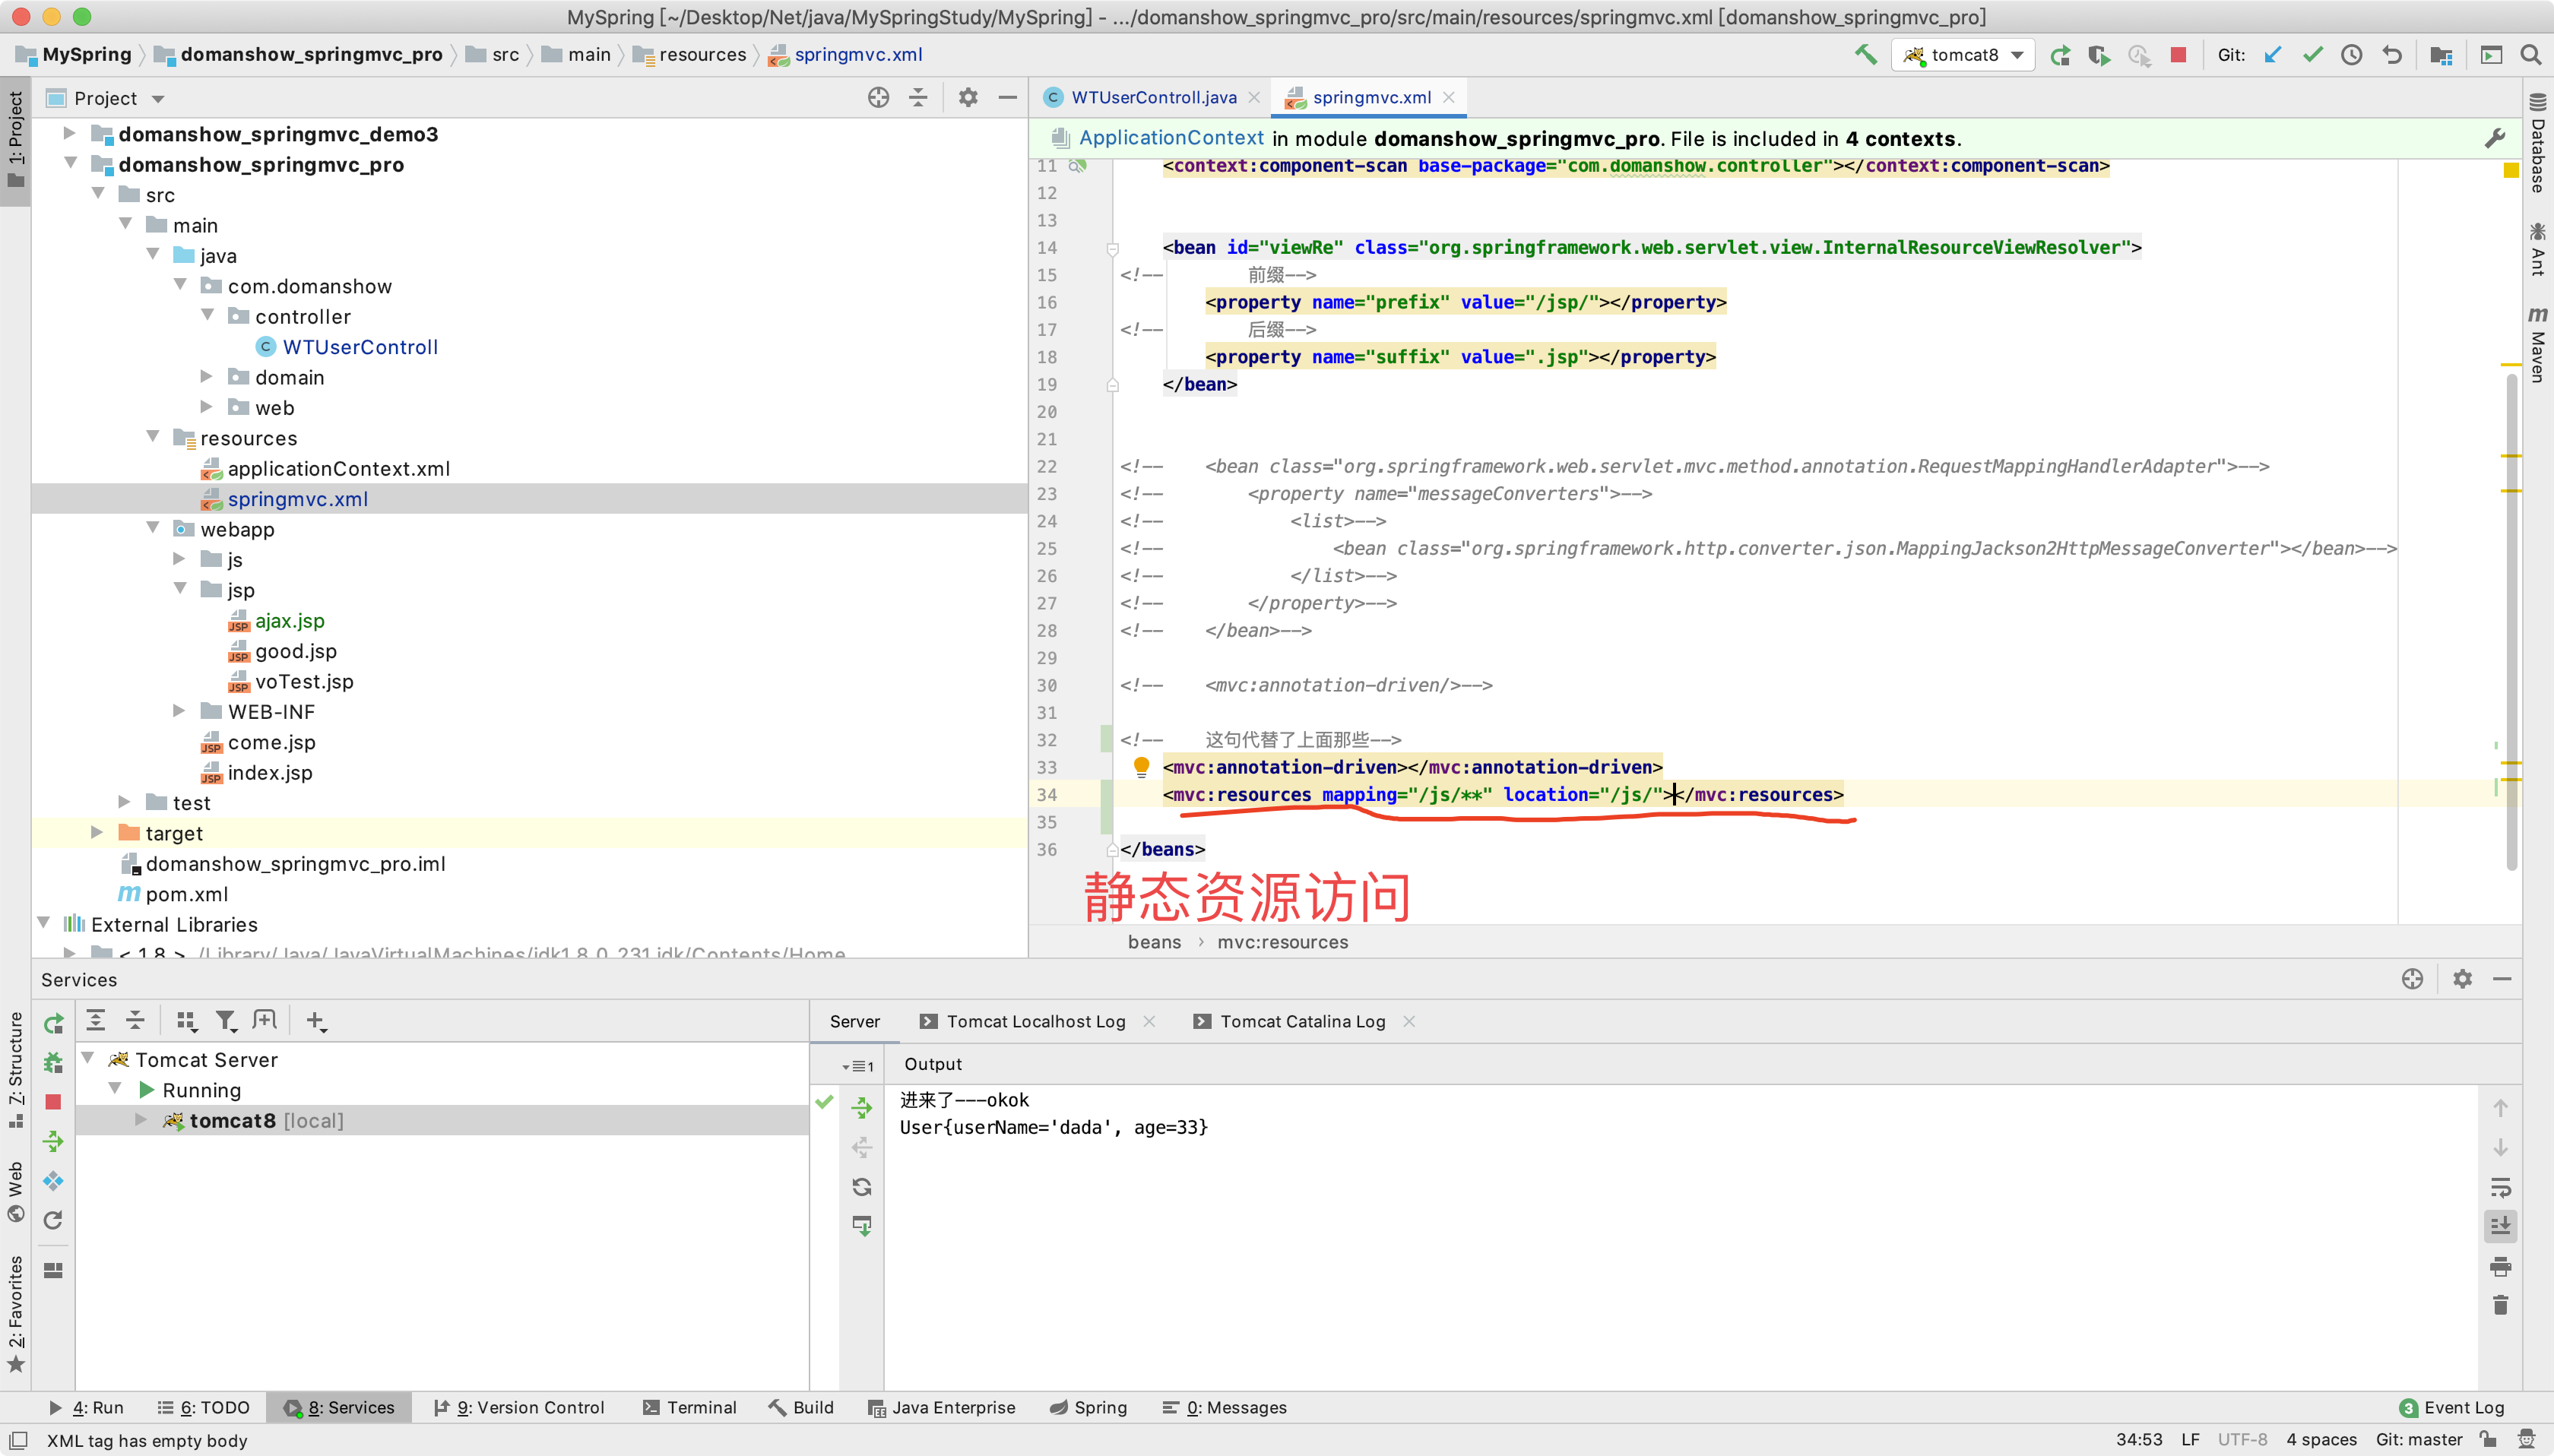 MySpring [~/Desktop/Net/java/MySpringStudy/MySpring] - .../domanshow_springmvc_pro/src/main/resources/springmvc.xml [domanshow_springmvc_pro]
MySpring domanshow_springmvc_pro src main resources springmvc.xml tomcat8 Git:
1: Project
Project
domanshow_springmvc_demo3
domanshow_springmvc_pro
src
main
java
com.domanshow
controller
WTUserControll
domain
web
resources
applicationContext.xml
springmvc.xml
webapp
js
jsp
ajax.jsp
good.jsp
voTest.jsp
WEB-INF
come.jsp
index.jsp
test
target
domanshow_springmvc_pro.iml
pom.xml
External Libraries
< 1.8 > /Library/Java/JavaVirtualMachines/jdk1.8.0_231.jdk/Contents/Home
WTUserControll.java springmvc.xml
ApplicationContext in module domanshow_springmvc_pro. File is included in 4 contexts.
11 <context:component-scan base-package="com.domanshow.controller"></context:component-scan>
12
13
14 <bean id="viewRe" class="org.springframework.web.servlet.view.InternalResourceViewResolver">
15 <!-- 前缀-->
16 <property name="prefix" value="/jsp/"></property>
17 <!-- 后缀-->
18 <property name="suffix" value=".jsp"></property>
19 </bean>
20
21
22 <!-- <bean class="org.springframework.web.servlet.mvc.method.annotation.RequestMappingHandlerAdapter">-->
23 <!-- <property name="messageConverters">-->
24 <!-- <list>-->
25 <!-- <bean class="org.springframework.http.converter.json.MappingJackson2HttpMessageConverter"></bean>-->
26 <!-- </list>-->
27 <!-- </property>-->
28 <!-- </bean>-->
29
30 <!-- <mvc:annotation-driven/>-->
31
32 <!-- 这句代替了上面那些-->
33 <mvc:annotation-driven></mvc:annotation-driven>
34 <mvc:resources mapping="/js/**" location="/js/"></mvc:resources>
35
36 </beans>
静态资源访问
beans › mvc:resources
Database
Ant
Maven
Services
Server Tomcat Localhost Log Tomcat Catalina Log
Tomcat Server
Running
tomcat8 [local]
1 Output
进来了---okok
User{userName='dada', age=33}
7: Structure
Web
2: Favorites
4: Run 6: TODO 8: Services 9: Version Control Terminal Build Java Enterprise Spring 0: Messages 3 Event Log
XML tag has empty body 34:53 LF UTF-8 4 spaces Git: master